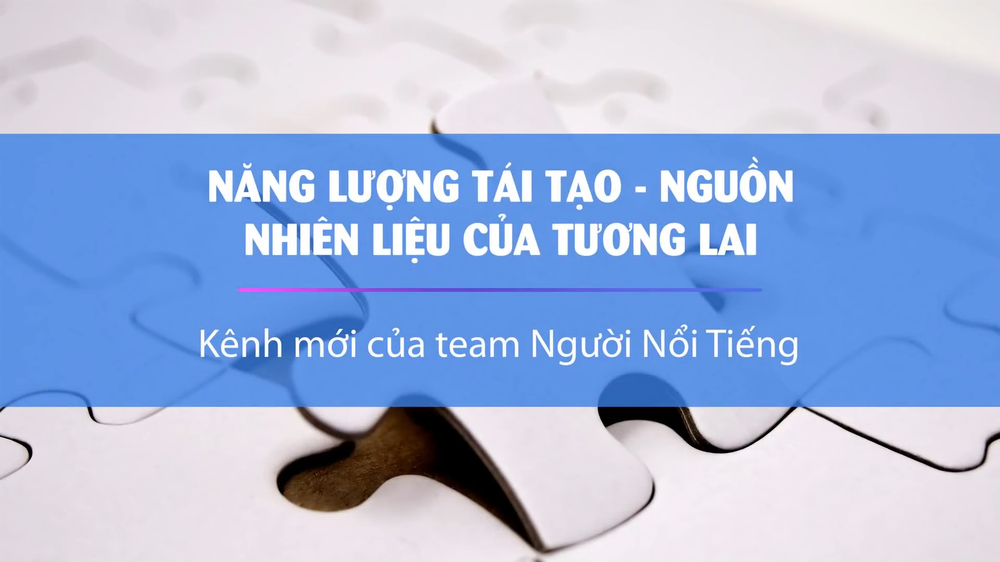 NĂNG LƯỢNG TÁI TẠO - NGUỒN
NHIÊN LIỆU CỦA TƯƠNG LAI
Kênh mới của team Người Nổi Tiếng